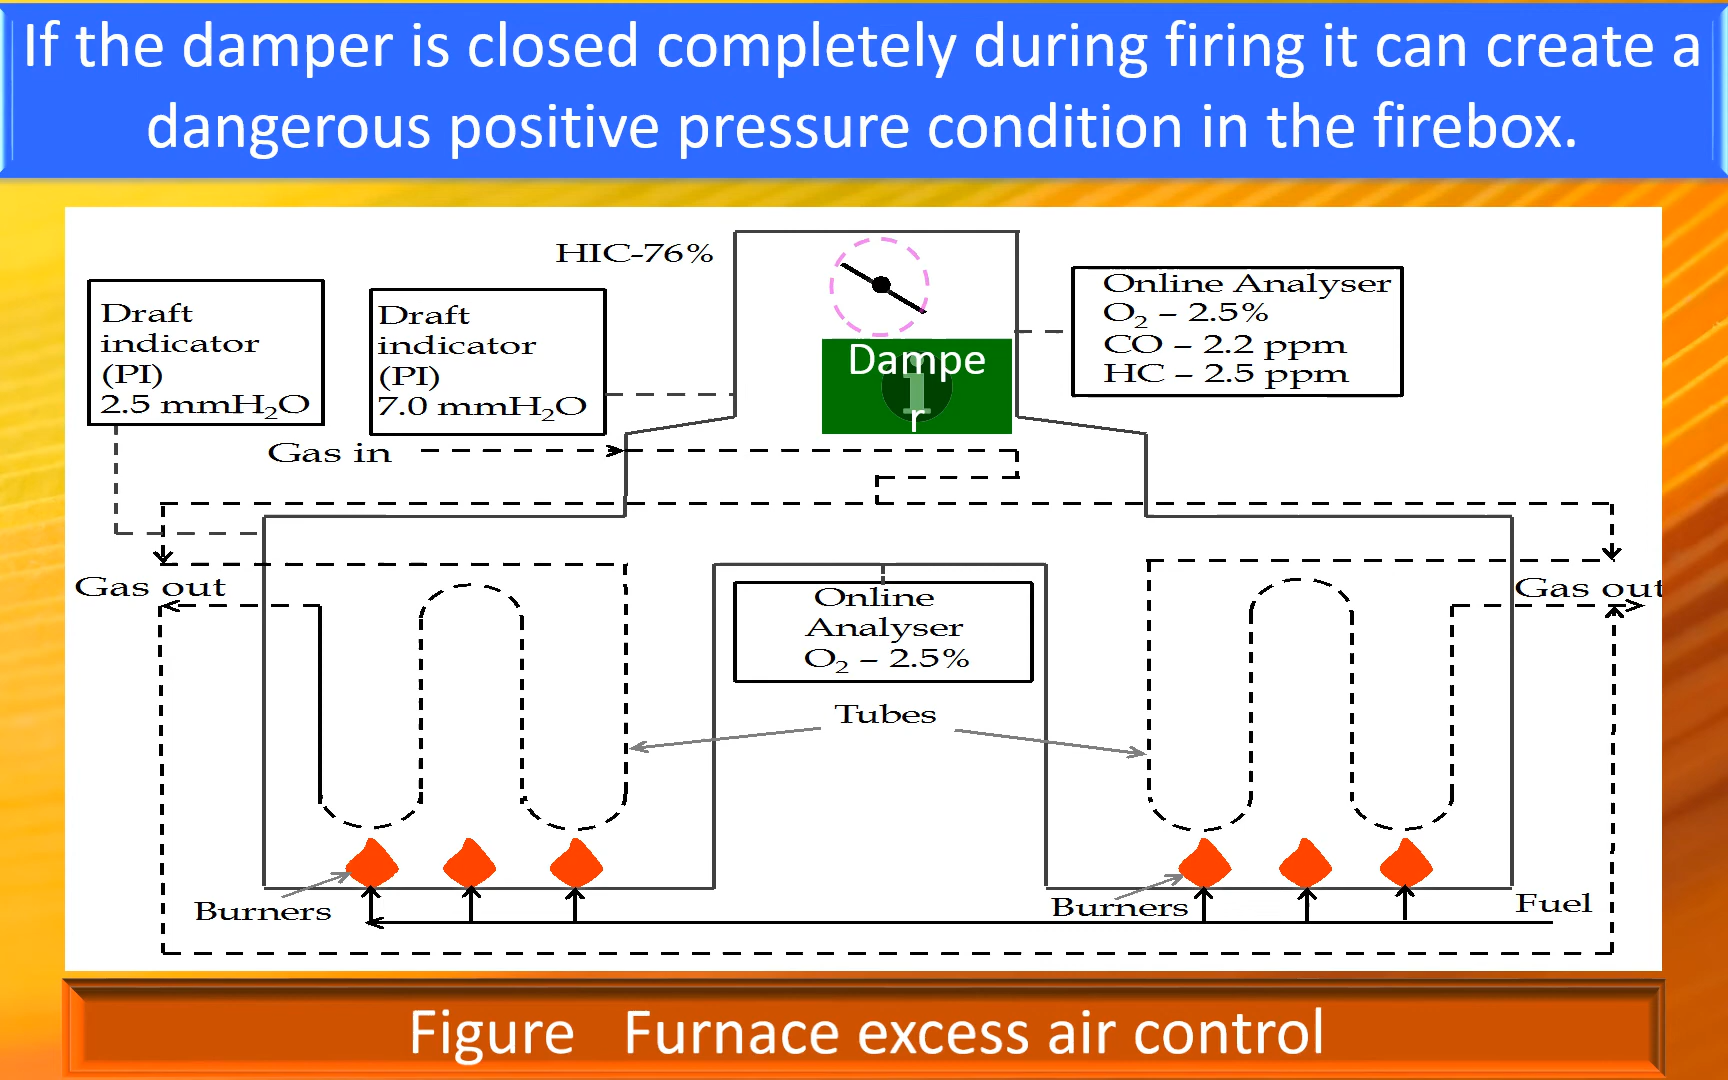 If the damper is closed completely during firing it can create a
dangerous positive pressure condition in the firebox.
HIC-76%
Draft
indicator
(PI)
2.5 mmH₂O
Draft
indicator
(PI)
7.0 mmH₂O
Dampe
r
Online Analyser
O₂ – 2.5%
CO – 2.2 ppm
HC – 2.5 ppm
Gas in
Gas out
Online
Analyser
O₂ – 2.5%
Gas out
Tubes
Burners
Burners
Fuel
Figure Furnace excess air control